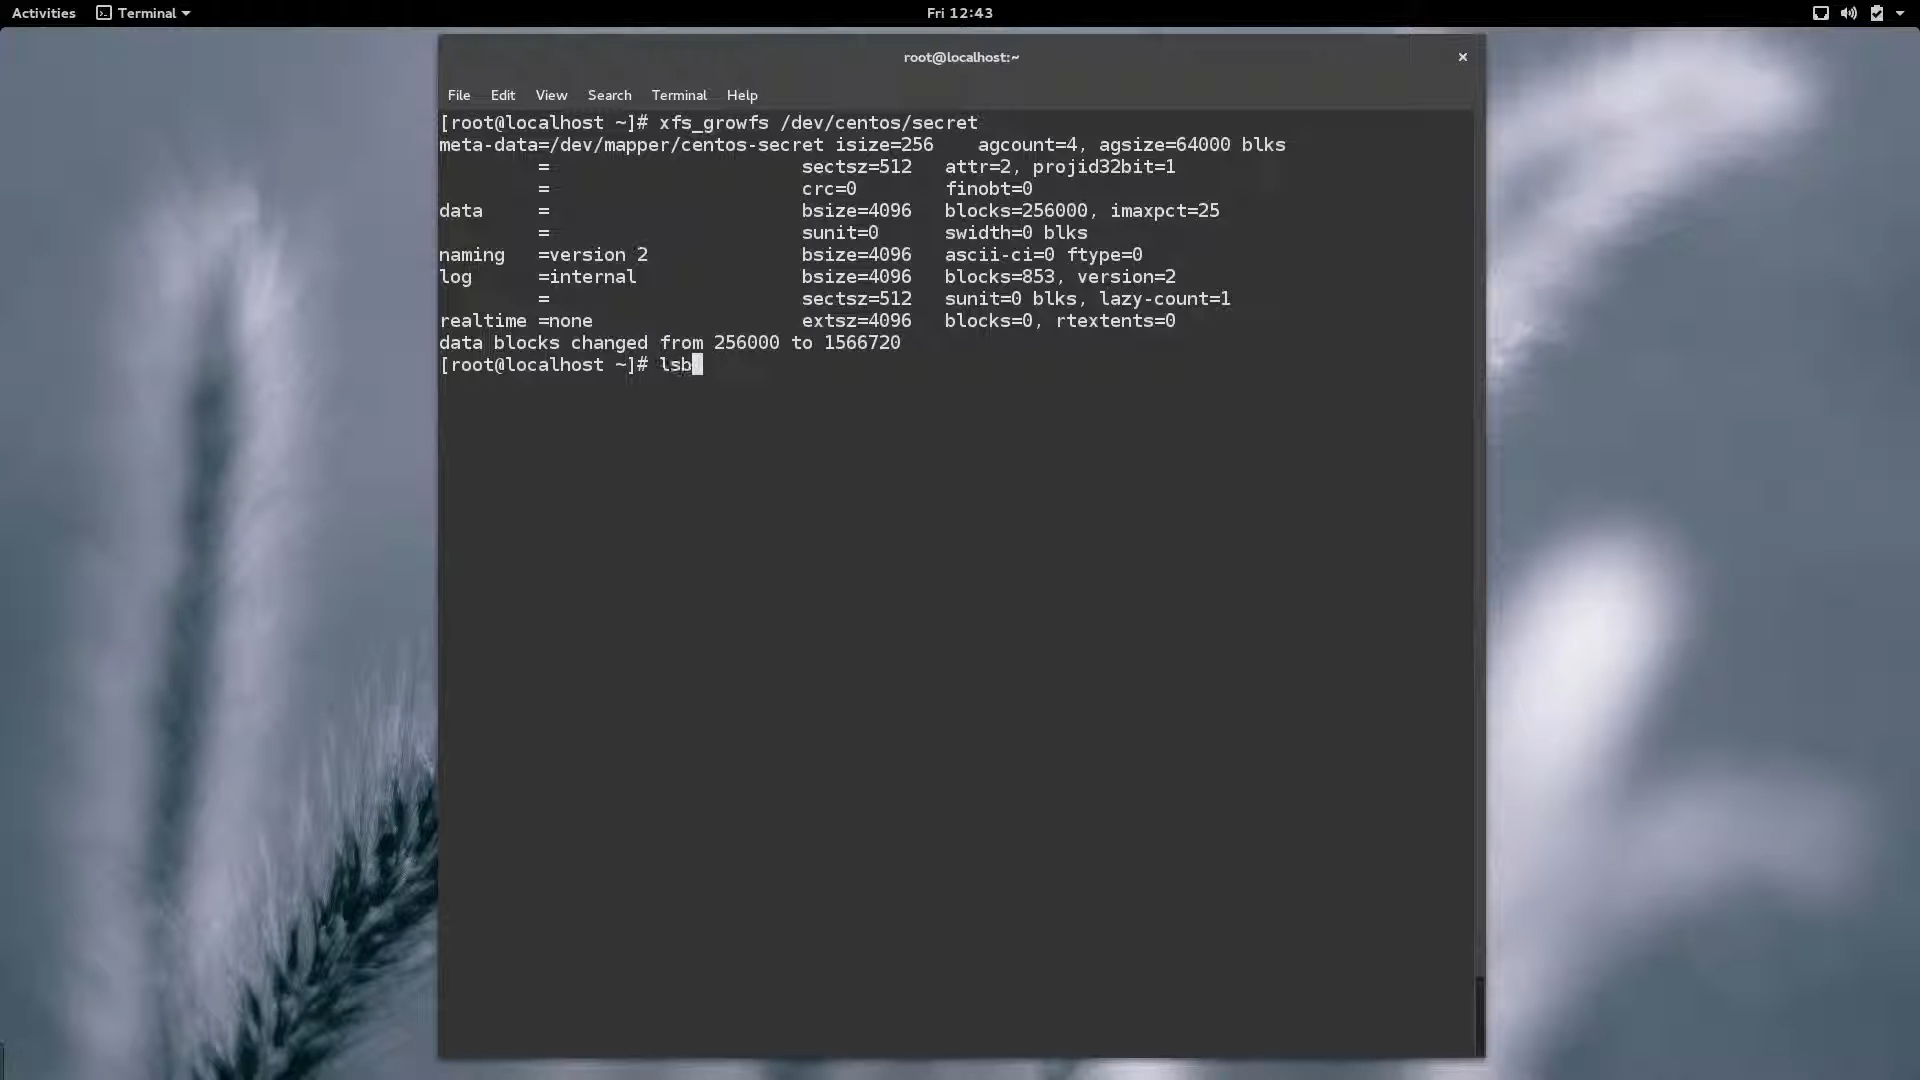 Activities Terminal Fri 12:43
root@localhost:~ ×
File Edit View Search Terminal Help
[root@localhost ~]# xfs_growfs /dev/centos/secret
meta-data=/dev/mapper/centos-secret isize=256    agcount=4, agsize=64000 blks
         =                       sectsz=512   attr=2, projid32bit=1
         =                       crc=0        finobt=0
data     =                       bsize=4096   blocks=256000, imaxpct=25
         =                       sunit=0      swidth=0 blks
naming   =version 2              bsize=4096   ascii-ci=0 ftype=0
log      =internal               bsize=4096   blocks=853, version=2
         =                       sectsz=512   sunit=0 blks, lazy-count=1
realtime =none                   extsz=4096   blocks=0, rtextents=0
data blocks changed from 256000 to 1566720
[root@localhost ~]# lsb